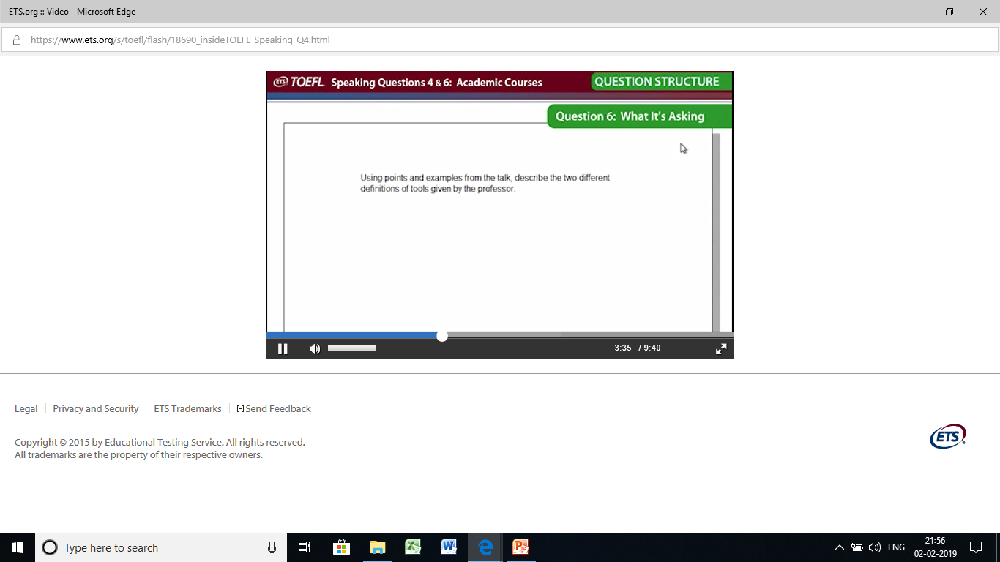 ETS.org :: Video - Microsoft Edge
https://www.ets.org/s/toefl/flash/18690_insideTOEFL-Speaking-Q4.html
ETS TOEFL Speaking Questions 4 & 6: Academic Courses QUESTION STRUCTURE
Question 6: What It's Asking
Using points and examples from the talk, describe the two different
definitions of tools given by the professor.
3:35 / 9:40
Legal Privacy and Security ETS Trademarks [-] Send Feedback
Copyright © 2015 by Educational Testing Service. All rights reserved.
All trademarks are the property of their respective owners.
ETS®
Type here to search
ENG
21:56
02-02-2019